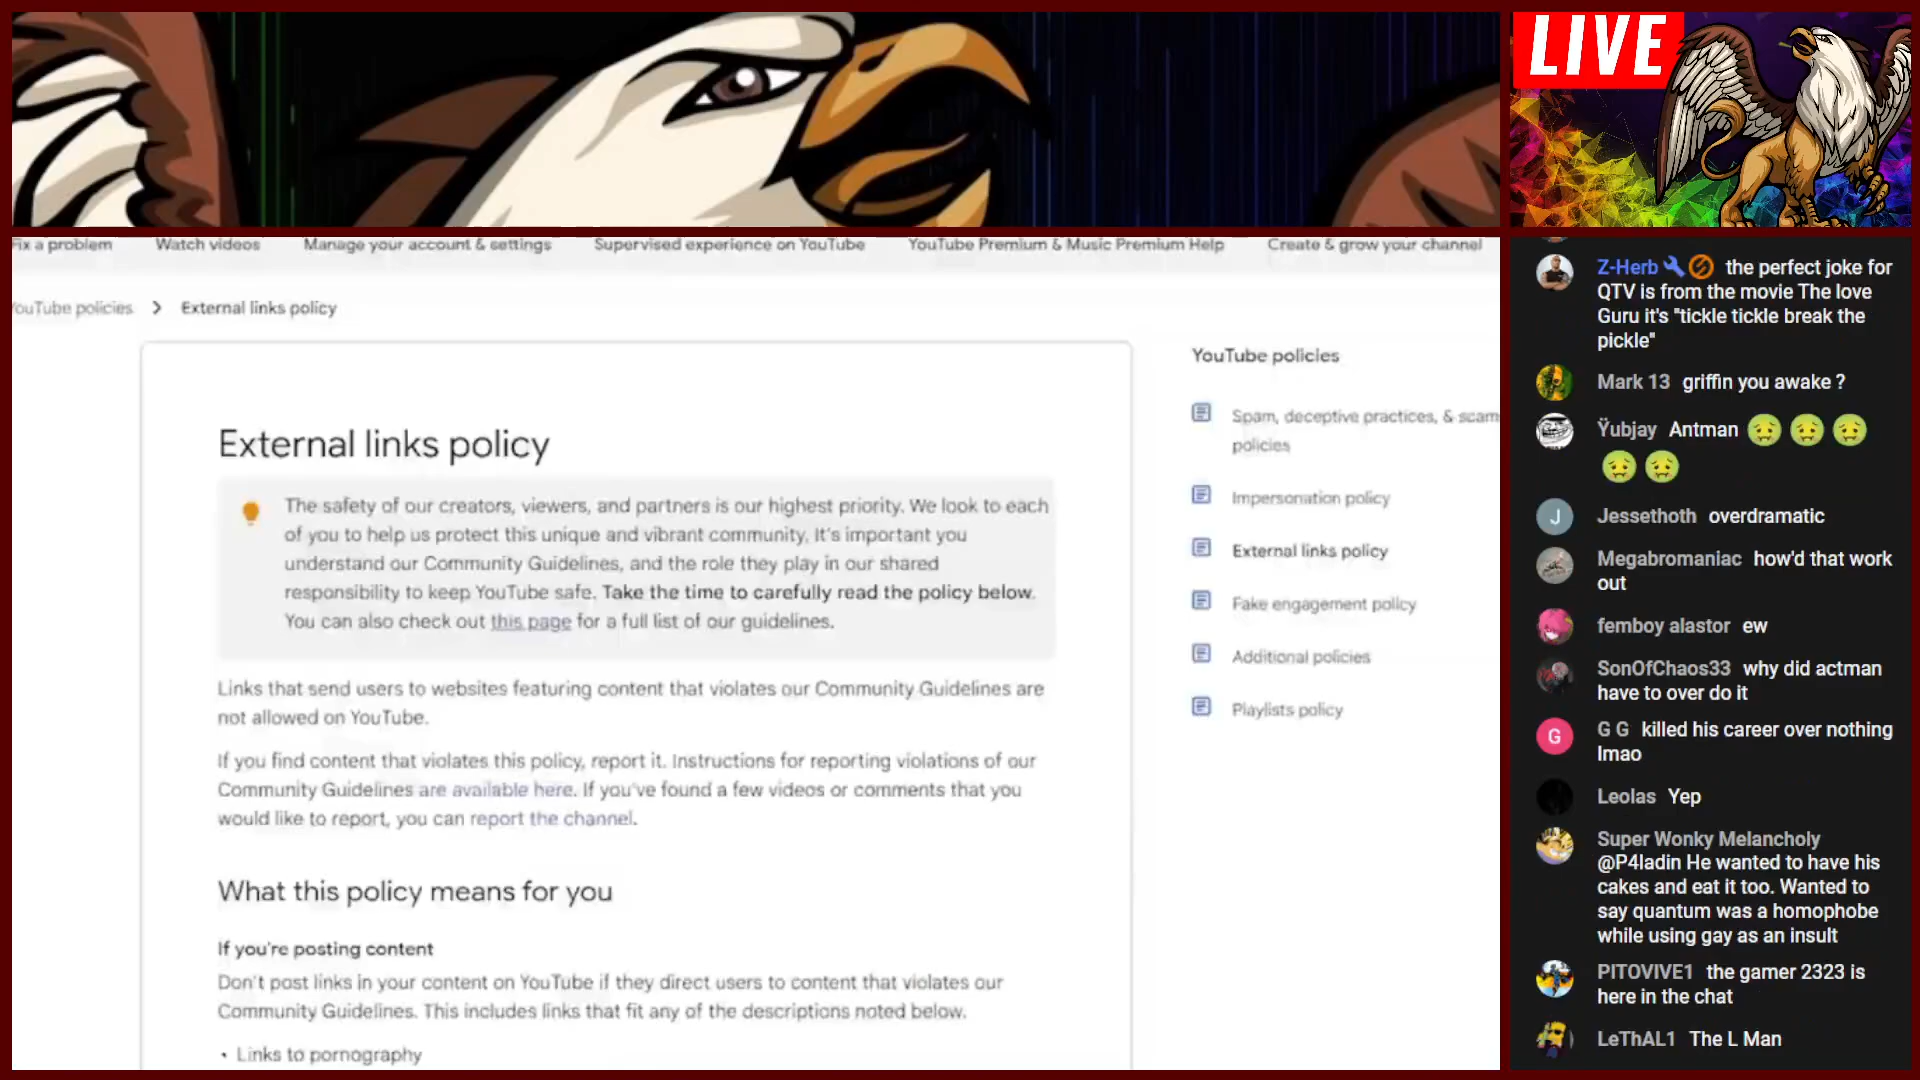 LIVE
Fix a problem Watch videos Manage your account & settings Supervised experience on YouTube YouTube Premium & Music Premium Help Create & grow your channel
YouTube policies > External links policy
External links policy
The safety of our creators, viewers, and partners is our highest priority. We look to each
of you to help us protect this unique and vibrant community. It's important you
understand our Community Guidelines, and the role they play in our shared
responsibility to keep YouTube safe. Take the time to carefully read the policy below.
You can also check out this page for a full list of our guidelines.
Links that send users to websites featuring content that violates our Community Guidelines are
not allowed on YouTube.
If you find content that violates this policy, report it. Instructions for reporting violations of our
Community Guidelines are available here. If you've found a few videos or comments that you
would like to report, you can report the channel.
What this policy means for you
If you're posting content
Don't post links in your content on YouTube if they direct users to content that violates our
Community Guidelines. This includes links that fit any of the descriptions noted below.
• Links to pornography
YouTube policies
Spam, deceptive practices, & scam
policies
Impersonation policy
External links policy
Fake engagement policy
Additional policies
Playlists policy
Z-Herb the perfect joke for
QTV is from the movie The love
Guru it's "tickle tickle break the
pickle"
Mark 13 griffin you awake ?
Ÿubjay Antman 🤢🤢🤢
🤢🤢
J
Jessethoth overdramatic
Megabromaniac how'd that work
out
femboy alastor ew
SonOfChaos33 why did actman
have to over do it
G
G G killed his career over nothing
lmao
Leolas Yep
Super Wonky Melancholy
@P4ladin He wanted to have his
cakes and eat it too. Wanted to
say quantum was a homophobe
while using gay as an insult
PITOVIVE1 the gamer 2323 is
here in the chat
LeThAL1 The L Man